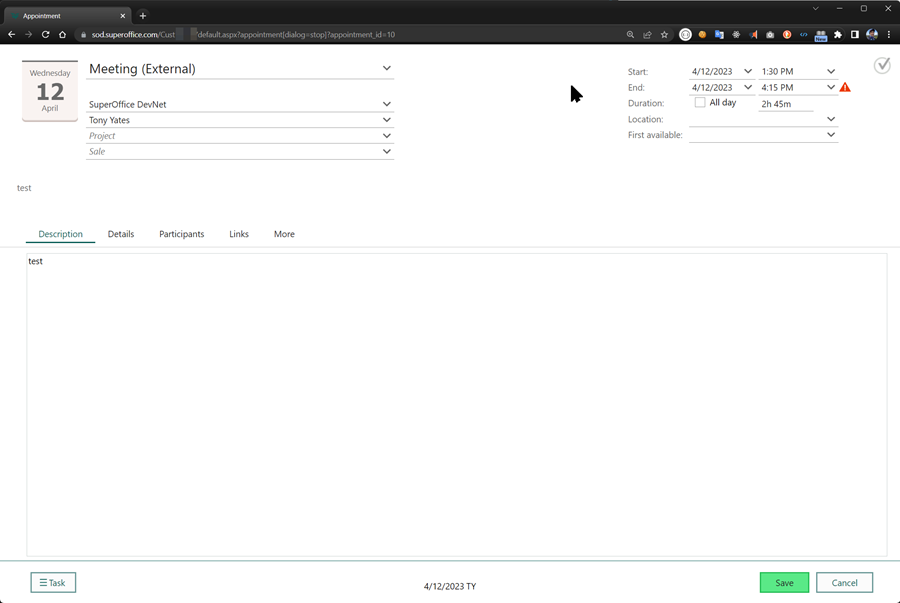 Appointment
sod.superoffice.com/Cust
default.aspx?appointment[dialog=stop]?appointment_id=10
New
Wednesday
12
April
Meeting (External)
SuperOffice DevNet
Tony Yates
Project
Sale
Start: 4/12/2023 1:30 PM
End: 4/12/2023 4:15 PM
Duration: All day 2h 45m
Location:
First available:
test
Description Details Participants Links More
test
Task
4/12/2023 TY
Save
Cancel